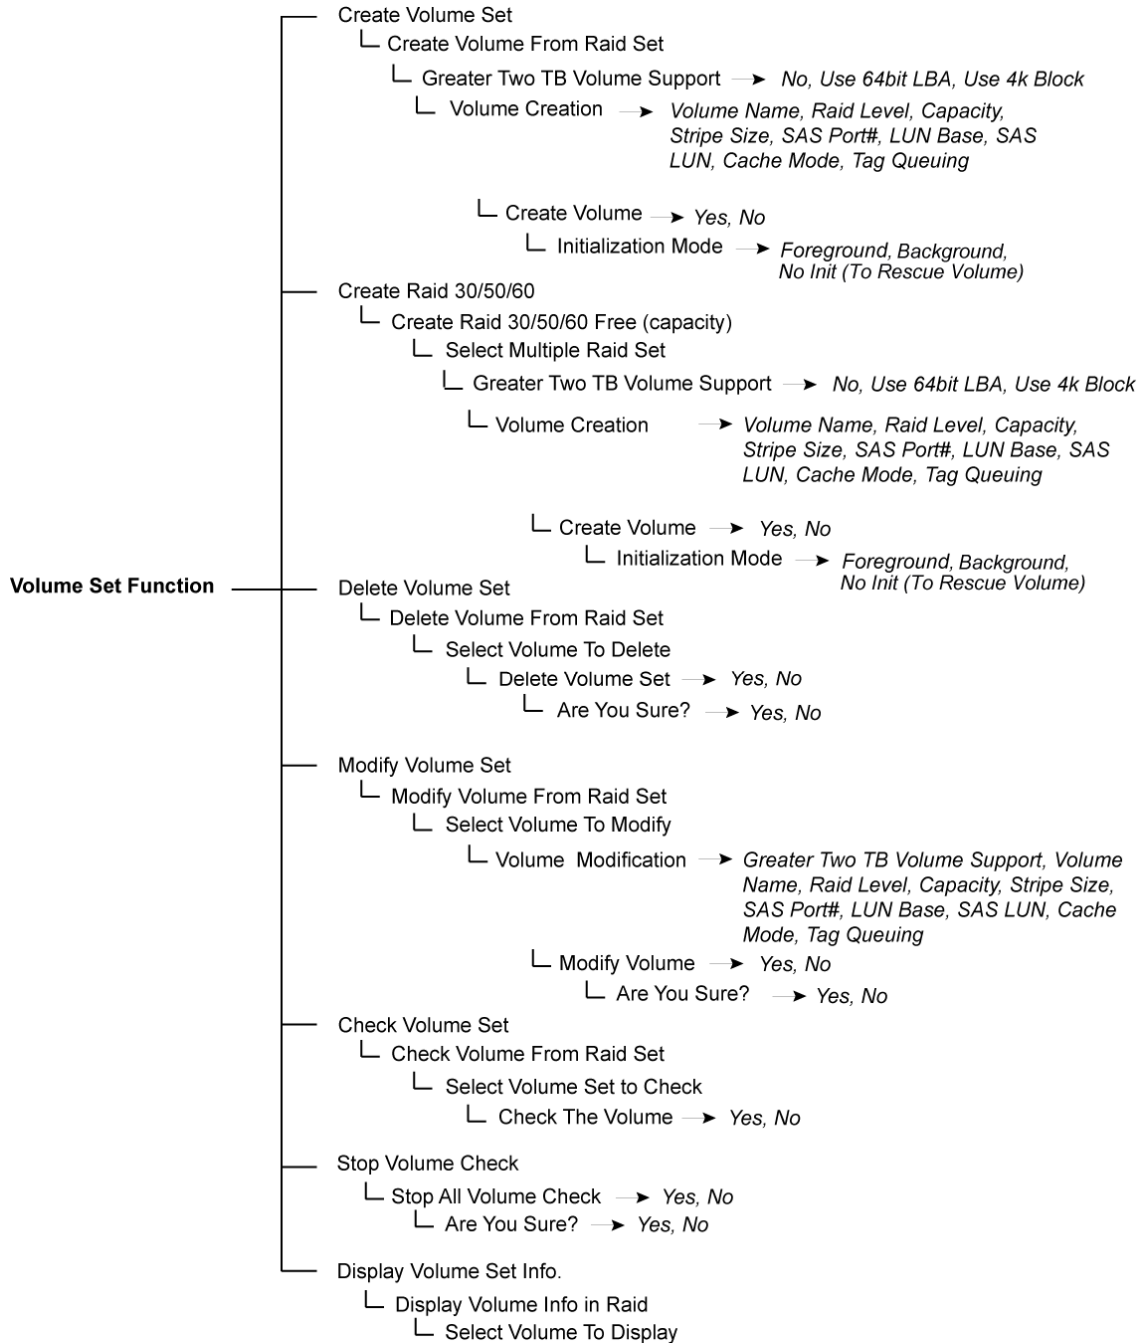 Create Volume Set
Create Volume From Raid Set
Greater Two TB Volume Support No, Use 64bit LBA, Use 4k Block
Volume Creation Volume Name, Raid Level, Capacity,
Stripe Size, SAS Port#, LUN Base, SAS
LUN, Cache Mode, Tag Queuing
Create Volume Yes, No
Initialization Mode Foreground, Background,
No Init (To Rescue Volume)
Create Raid 30/50/60
Create Raid 30/50/60 Free (capacity)
Select Multiple Raid Set
Greater Two TB Volume Support No, Use 64bit LBA, Use 4k Block
Volume Creation Volume Name, Raid Level, Capacity,
Stripe Size, SAS Port#, LUN Base, SAS
LUN, Cache Mode, Tag Queuing
Create Volume Yes, No
Initialization Mode Foreground, Background,
No Init (To Rescue Volume)
Volume Set Function
Delete Volume Set
Delete Volume From Raid Set
Select Volume To Delete
Delete Volume Set Yes, No
Are You Sure? Yes, No
Modify Volume Set
Modify Volume From Raid Set
Select Volume To Modify
Volume Modification Greater Two TB Volume Support, Volume
Name, Raid Level, Capacity, Stripe Size,
SAS Port#, LUN Base, SAS LUN, Cache
Mode, Tag Queuing
Modify Volume Yes, No
Are You Sure? Yes, No
Check Volume Set
Check Volume From Raid Set
Select Volume Set to Check
Check The Volume Yes, No
Stop Volume Check
Stop All Volume Check Yes, No
Are You Sure? Yes, No
Display Volume Set Info.
Display Volume Info in Raid
Select Volume To Display